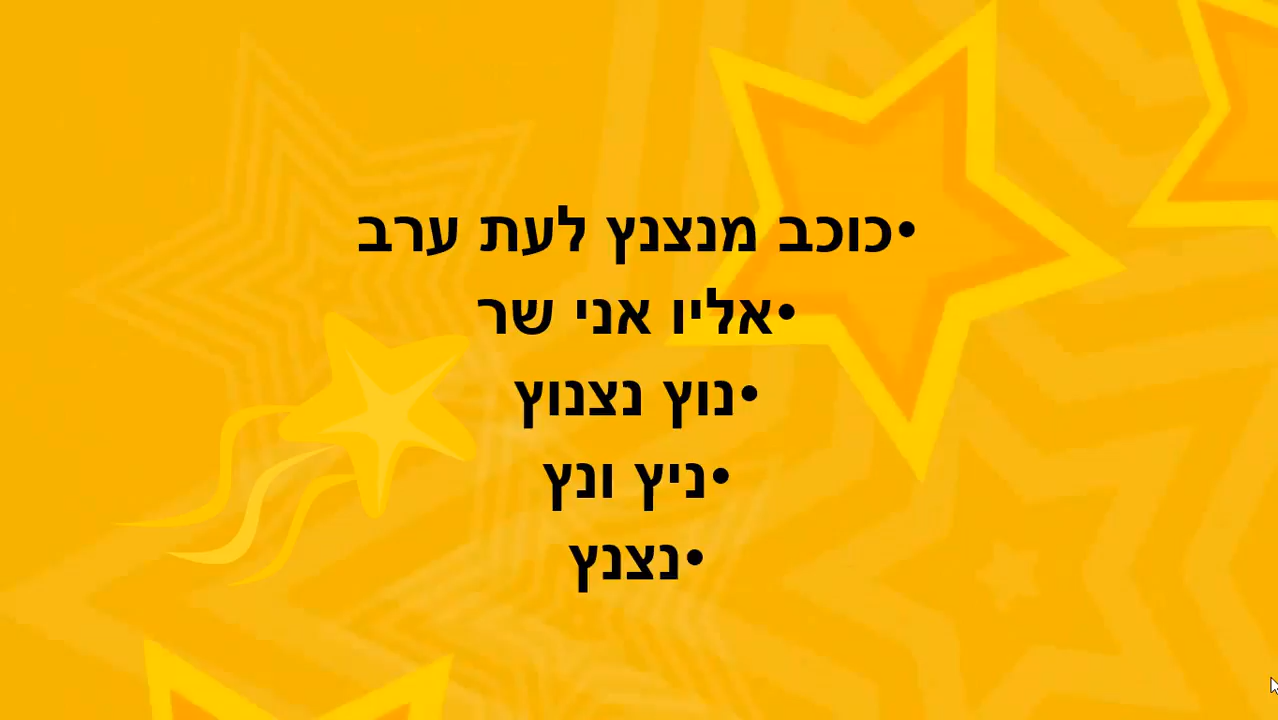 •כוכב מנצנץ לעת ערב
•אליו אני שר
•נוץ נצנוץ
•ניץ ונץ
•נצנץ